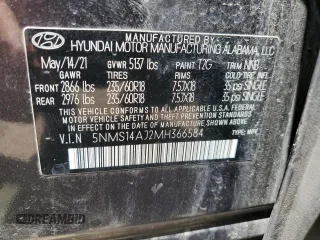 MANUFACTURED BY
HYUNDAI MOTOR MANUFACTURING ALABAMA, LLC
May/14/21 GVWR 5137 lbs PAINT T2G TRIM NNB
GAWR TIRES RIMS COLD TIRE INF
FRONT 2866 lbs 235/60R18 7.5JX18 35 psi SINGLE
REAR 2976 lbs 235/60R18 7.5JX18 35 psi SINGLE
THIS VEHICLE CONFORMS TO ALL APPLICABLE
FEDERAL MOTOR VEHICLE SAFETY AND THEFT
PREVENTION STANDARDS IN EFFECT ON THE
DATE OF MANUFACTURE SHOWN ABOVE.
V.I.N 5NMS14AJ2MH366584
DREAMBID